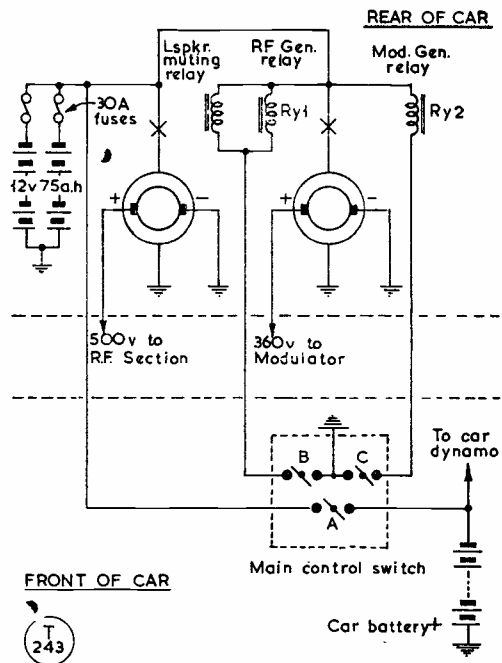 REAR OF CAR
Lspkr.
muting
relay
RF Gen.
relay
Mod. Gen.
relay
30A
fuses
Ry1
Ry2
12v 75a.h
+
-
+
-
500v to
R.F. Section
360v to
Modulator
To car
dynamo
B
C
A
Main control switch
FRONT OF CAR
T
243
Car battery+